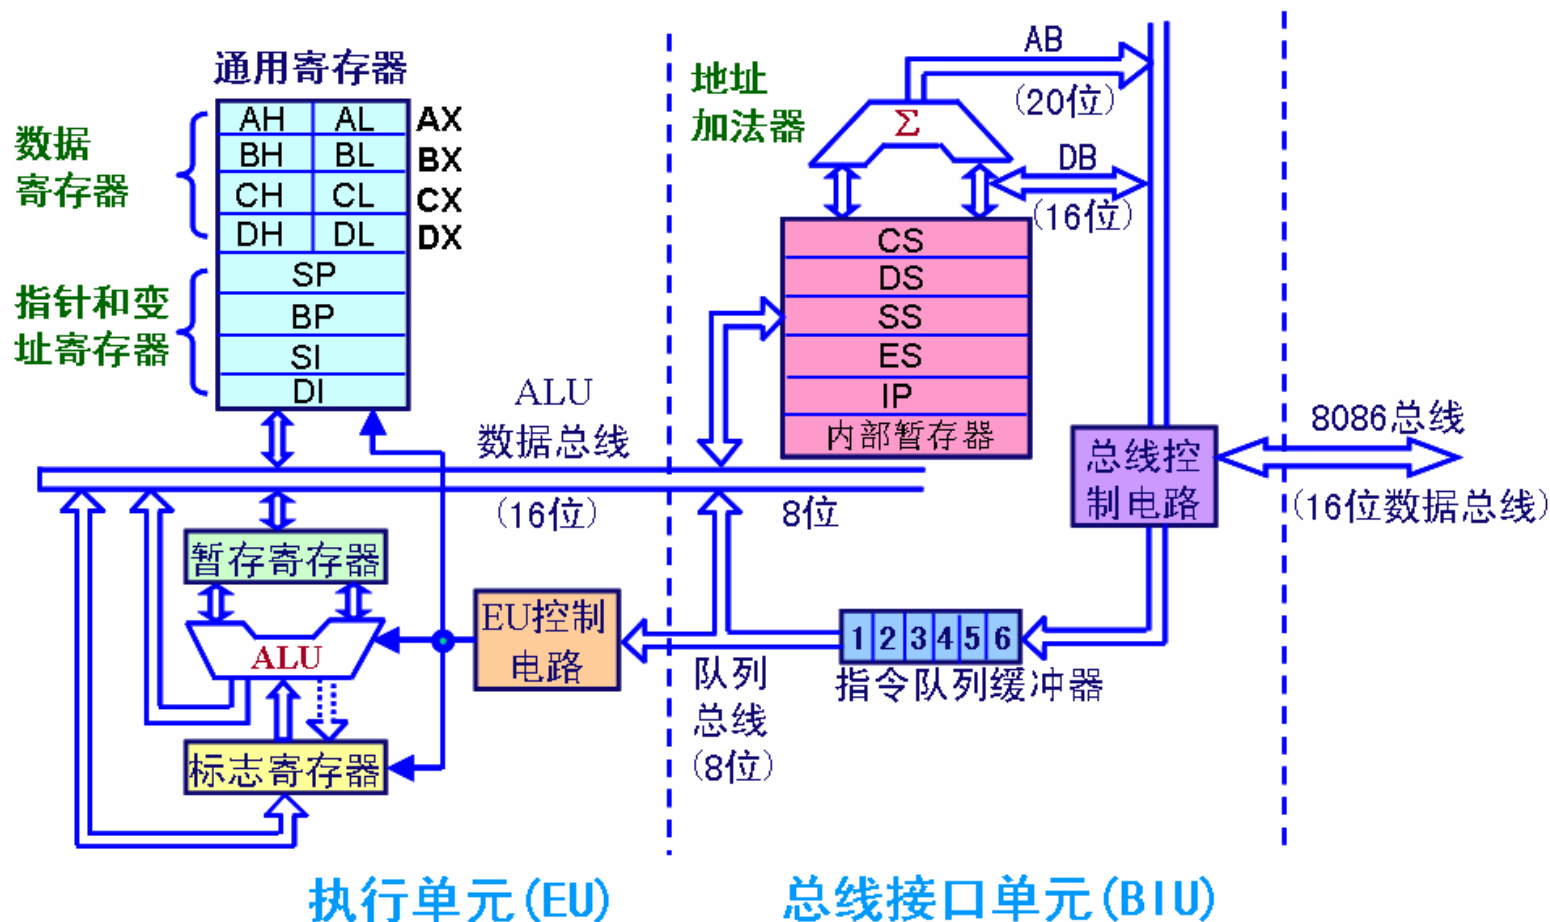 通用寄存器
数据
寄存器
AH AL AX
BH BL BX
CH CL CX
DH DL DX
指针和变
址寄存器
SP
BP
SI
DI
ALU
数据总线
(16位)
8位
暂存寄存器
ALU
标志寄存器
EU控制
电路
队列
总线
(8位)
地址
加法器
Σ
AB
(20位)
DB
(16位)
CS
DS
SS
ES
IP
内部暂存器
总线控
制电路
8086总线
(16位数据总线)
1 2 3 4 5 6
指令队列缓冲器
执行单元(EU)
总线接口单元(BIU)